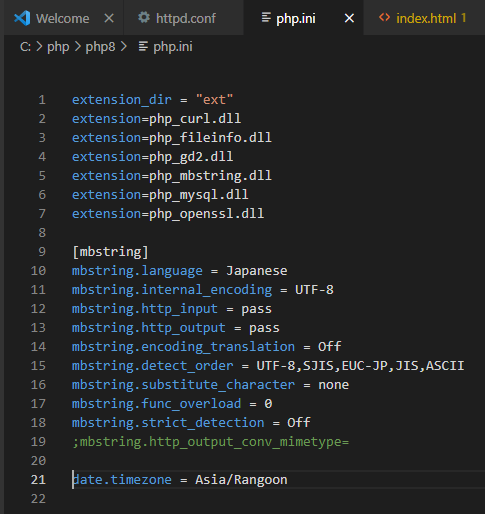 Welcome httpd.conf php.ini index.html 1
C: > php > php8 > php.ini
1 extension_dir = "ext"
2 extension=php_curl.dll
3 extension=php_fileinfo.dll
4 extension=php_gd2.dll
5 extension=php_mbstring.dll
6 extension=php_mysql.dll
7 extension=php_openssl.dll
8
9 [mbstring]
10 mbstring.language = Japanese
11 mbstring.internal_encoding = UTF-8
12 mbstring.http_input = pass
13 mbstring.http_output = pass
14 mbstring.encoding_translation = Off
15 mbstring.detect_order = UTF-8,SJIS,EUC-JP,JIS,ASCII
16 mbstring.substitute_character = none
17 mbstring.func_overload = 0
18 mbstring.strict_detection = Off
19 ;mbstring.http_output_conv_mimetype=
20
21 date.timezone = Asia/Rangoon
22